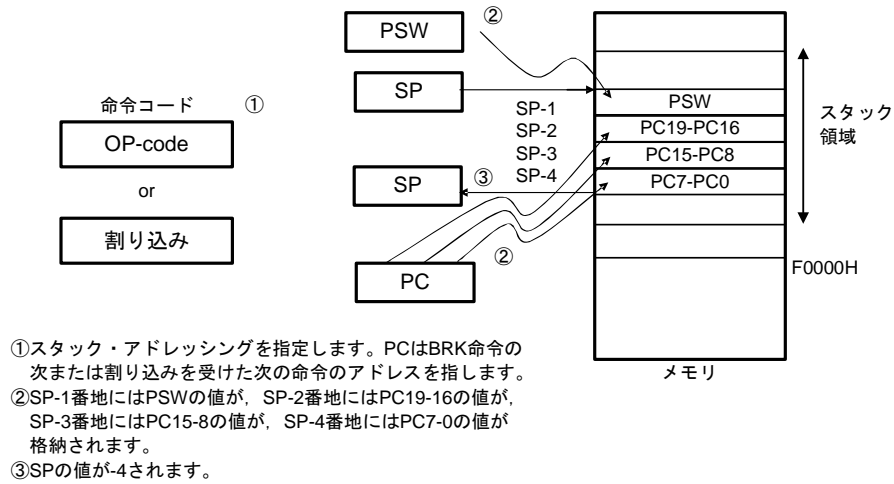 ②
PSW
SP
命令コード ①
OP-code
or
割り込み
SP-1
SP-2
SP-3
SP-4
PSW
PC19-PC16
PC15-PC8
PC7-PC0
スタック
領域
SP
③
②
PC
F0000H
メモリ
①スタック・アドレッシングを指定します。PCはBRK命令の
次または割り込みを受けた次の命令のアドレスを指します。
②SP-1番地にはPSWの値が，SP-2番地にはPC19-16の値が，
SP-3番地にはPC15-8の値が，SP-4番地にはPC7-0の値が
格納されます。
③SPの値が-4されます。